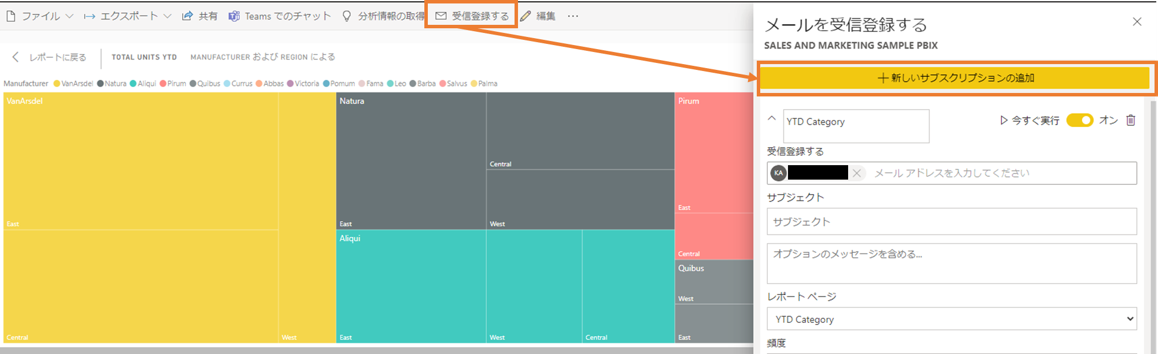 ファイル
エクスポート
共有
Teams でのチャット
分析情報の取得
受信登録する
編集
レポートに戻る
TOTAL UNITS YTD
MANUFACTURER および REGION による
Manufacturer VanArsdel Natura Aliqui Pirum Quibus Currus Abbas Victoria Pomum Fama Leo Barba Salvus Palma
VanArsdel
East
Central
West
Natura
East
Central
West
Aliqui
East
West
Central
Pirum
East
Central
Quibus
West
East
メールを受信登録する
SALES AND MARKETING SAMPLE PBIX
新しいサブスクリプションの追加
YTD Category
今すぐ実行
オン
受信登録する
KA
メール アドレスを入力してください
サブジェクト
サブジェクト
オプションのメッセージを含める...
レポート ページ
YTD Category
頻度